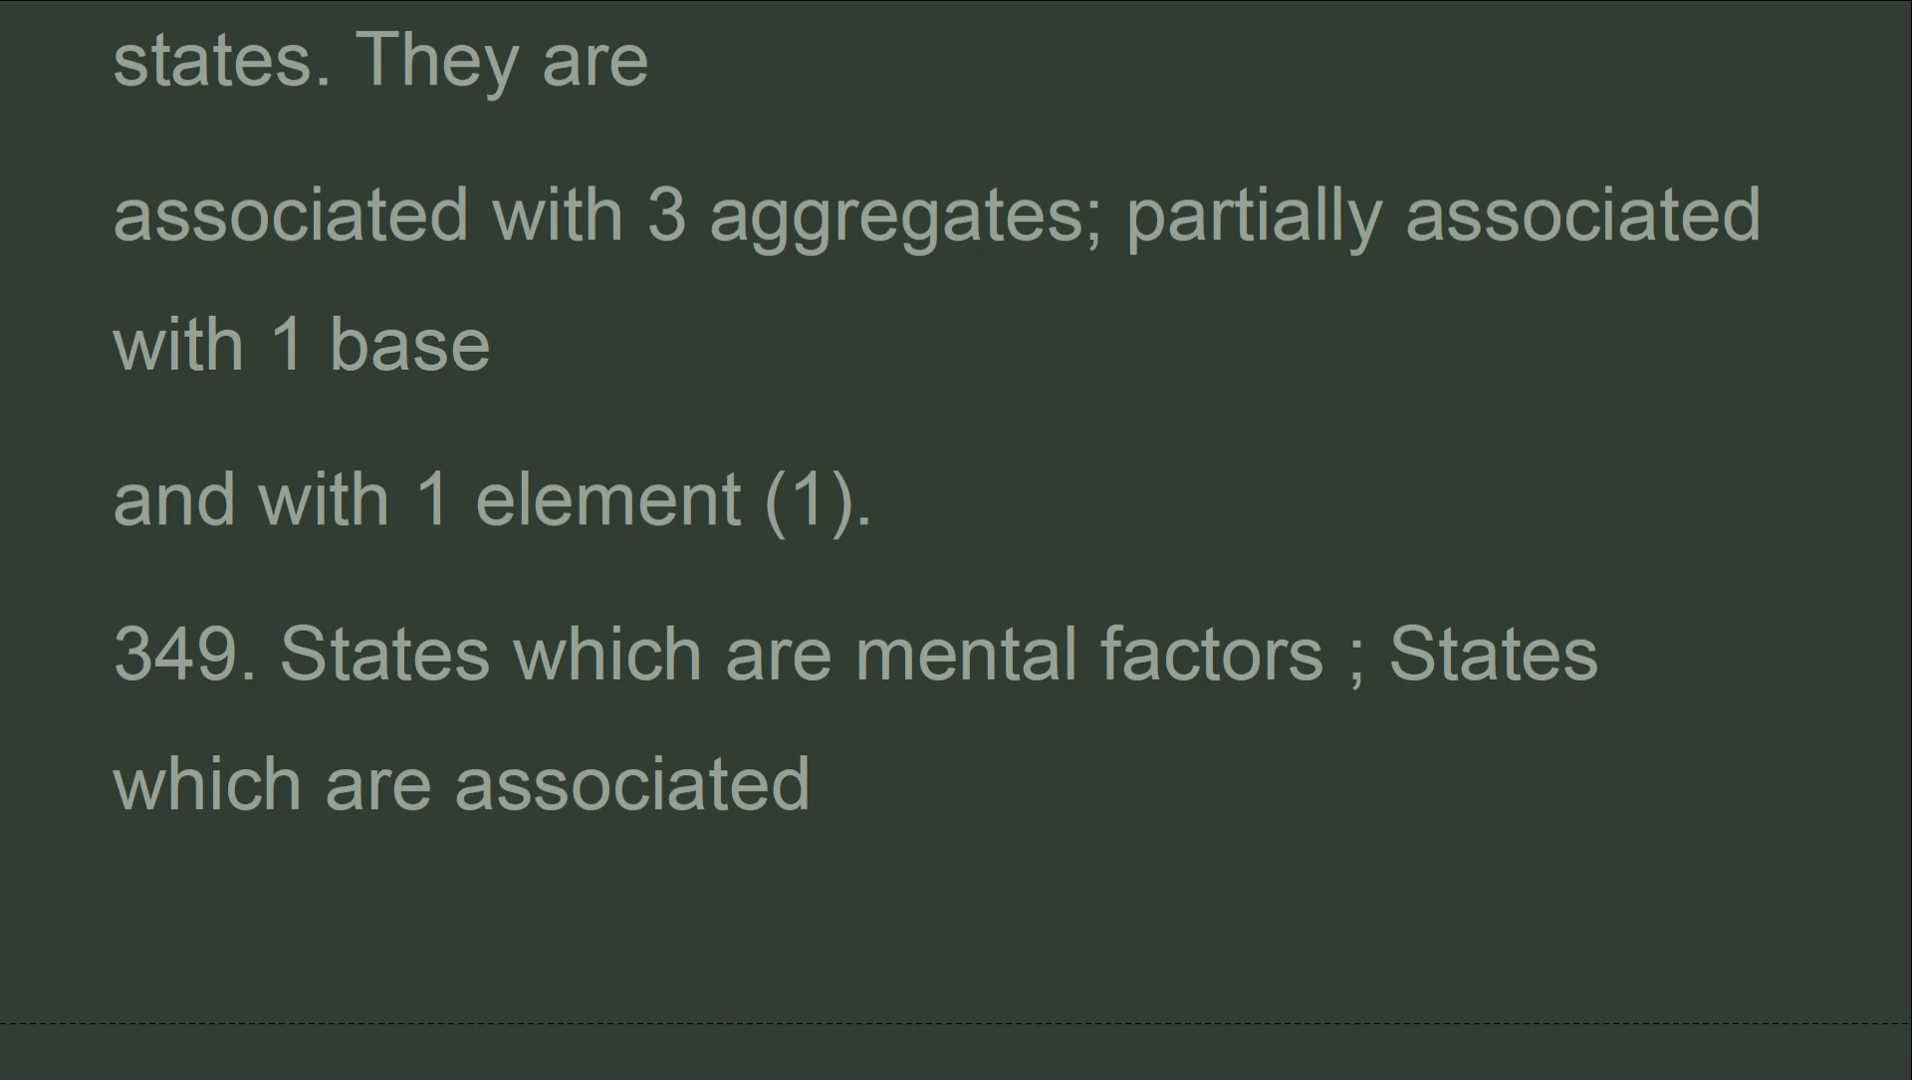 states. They are
associated with 3 aggregates; partially associated
with 1 base
and with 1 element (1).
349. States which are mental factors ; States
which are associated